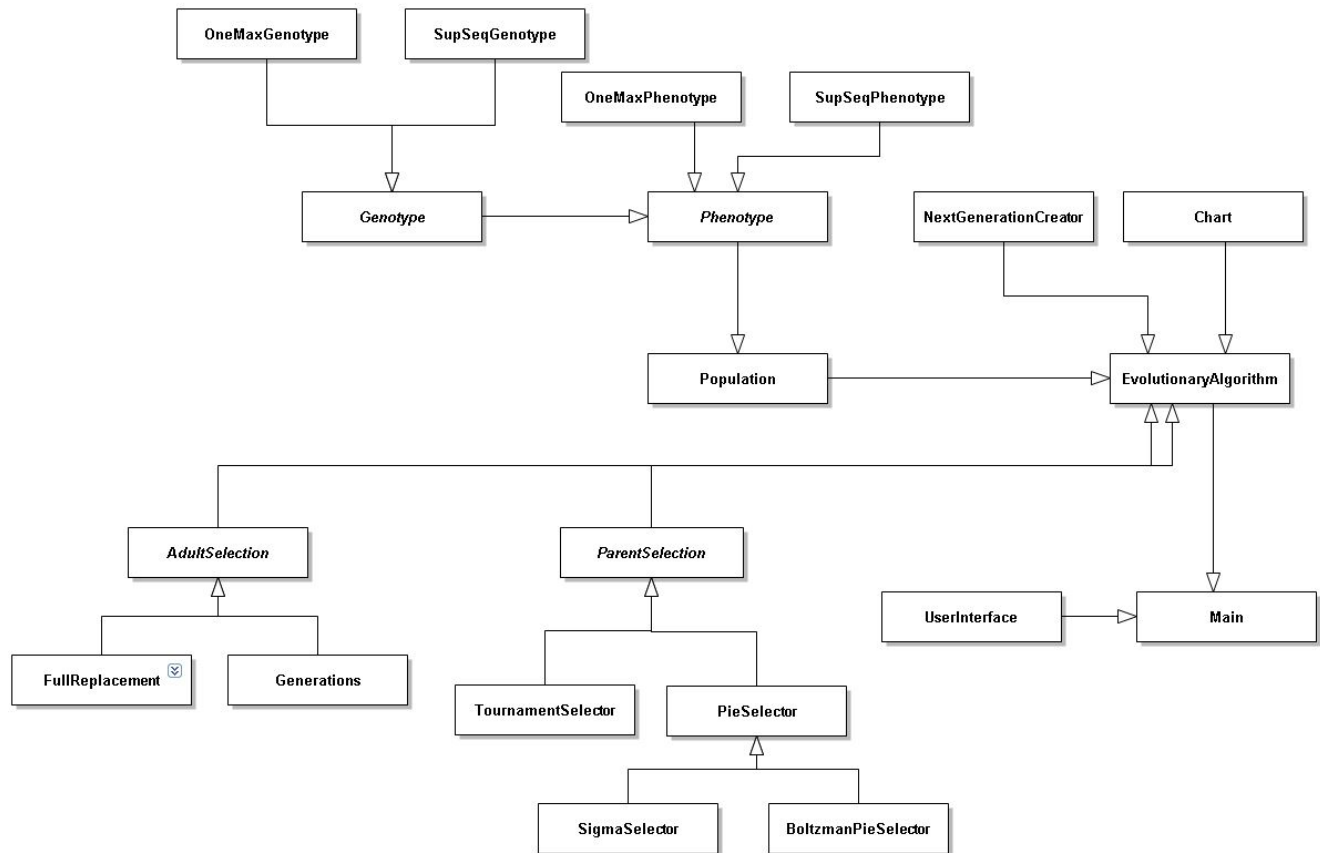 OneMaxGenotype
SupSeqGenotype
OneMaxPhenotype
SupSeqPhenotype
Genotype
Phenotype
NextGenerationCreator
Chart
Population
EvolutionaryAlgorithm
AdultSelection
ParentSelection
UserInterface
Main
FullReplacement
Generations
TournamentSelector
PieSelector
SigmaSelector
BoltzmanPieSelector